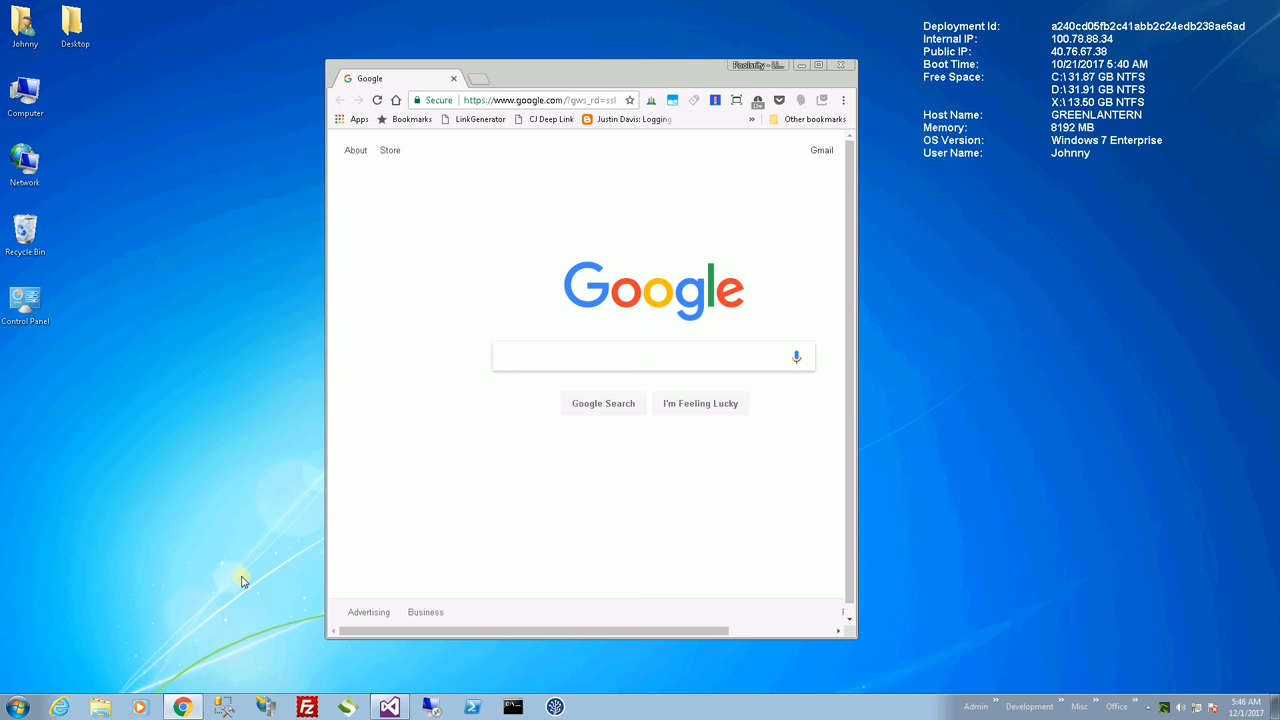 Johnny
Desktop
Computer
Network
Recycle Bin
Control Panel
Google
Secure
https://www.google.com/?gws_rd=ssl
Apps
Bookmarks
LinkGenerator
CJ Deep Link
Justin Davis: Logging
»
Other bookmarks
About
Store
Gmail
Google
Google Search
I'm Feeling Lucky
Advertising
Business
Deployment Id: a240cd05fb2c41abb2c24edb238ae6ad
Internal IP: 100.78.88.34
Public IP: 40.76.67.38
Boot Time: 10/21/2017 5:40 AM
Free Space: C:\ 31.87 GB NTFS
D:\ 31.91 GB NTFS
X:\ 13.50 GB NTFS
Host Name: GREENLANTERN
Memory: 8192 MB
OS Version: Windows 7 Enterprise
User Name: Johnny
Fz
Admin »
Development »
Misc »
Office »
5:46 AM
12/1/2017